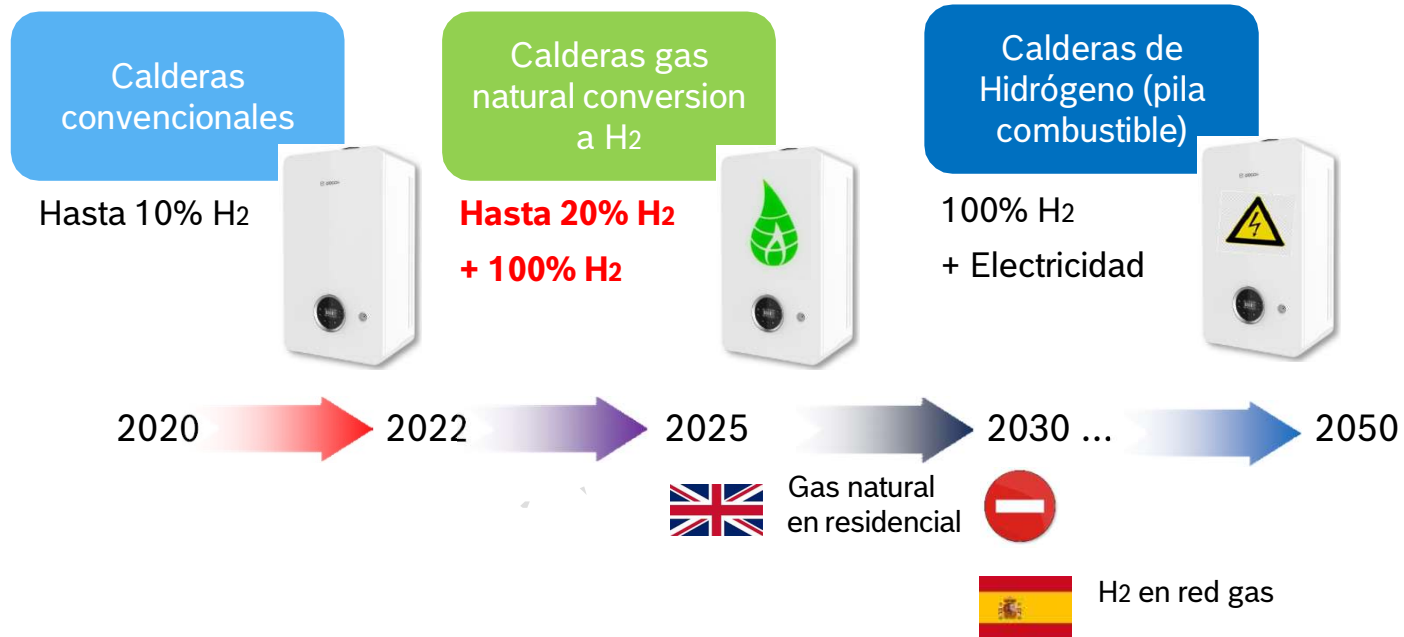 Calderas
convencionales
Hasta 10% H2
Calderas gas
natural conversion
a H2
Hasta 20% H2
+ 100% H2
Calderas de
Hidrógeno (pila
combustible)
100% H2
+ Electricidad
2020
2022
2025
2030 ...
2050
Gas natural
en residencial
H2 en red gas